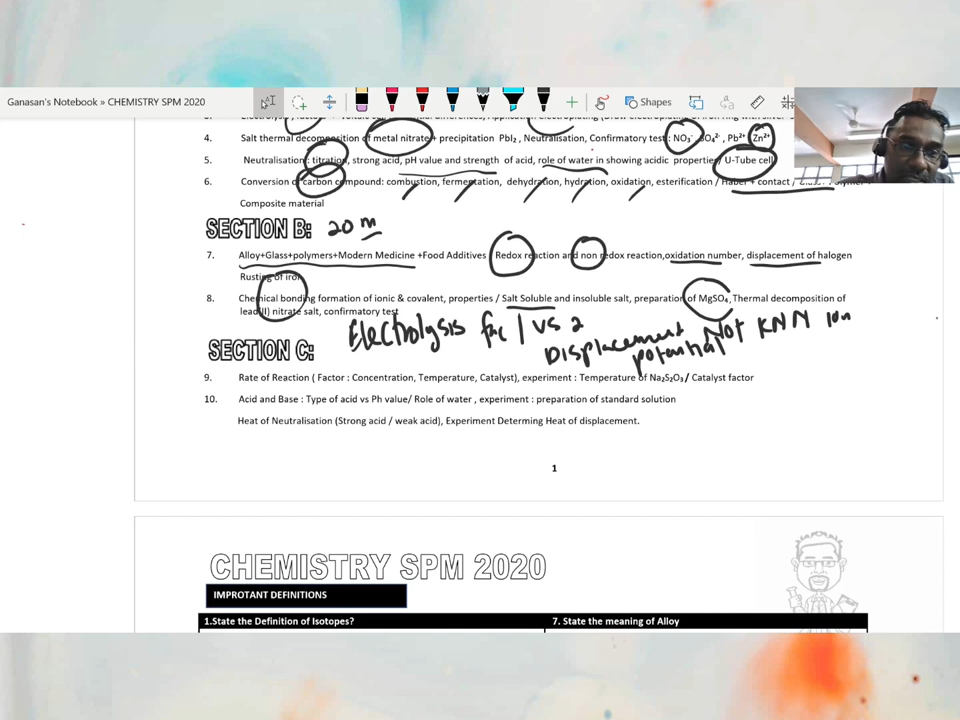 Ganasan's Notebook » CHEMISTRY SPM 2020
Shapes
4. Salt thermal decomposition of metal nitrate + precipitation PbI₂ , Neutralisation, Confirmatory test : NO₃⁻ SO₄²⁻ , Pb²⁺ Zn²⁺
5. Neutralisation : titration, strong acid, pH value and strength of acid, role of water in showing acidic properties / U-Tube cell
6. Conversion of carbon compound: combustion, fermentation, dehydration, hydration, oxidation, esterification / Haber + contact /
Composite material
SECTION B: 20 m
7. Alloy+Glass+polymers+Modern Medicine +Food Additives / Redox reaction and non redox reaction,oxidation number, displacement of halogen
Rusting of iron
8. Chemical bonding formation of ionic & covalent, properties / Salt Soluble and insoluble salt, preparation of MgSO₄,Thermal decomposition of
lead(II) nitrate salt, confirmatory test
Electrolysis fac 1 vs 2
Displacement Not KNN ion
potential
SECTION C:
9. Rate of Reaction ( Factor : Concentration, Temperature, Catalyst), experiment : Temperature of Na₂S₂O₃/ Catalyst factor
10. Acid and Base : Type of acid vs Ph value/ Role of water , experiment : preparation of standard solution
Heat of Neutralisation (Strong acid / weak acid), Experiment Determing Heat of displacement.
1
CHEMISTRY SPM 2020
IMPROTANT DEFINITIONS
1.State the Definition of Isotopes? 7. State the meaning of Alloy